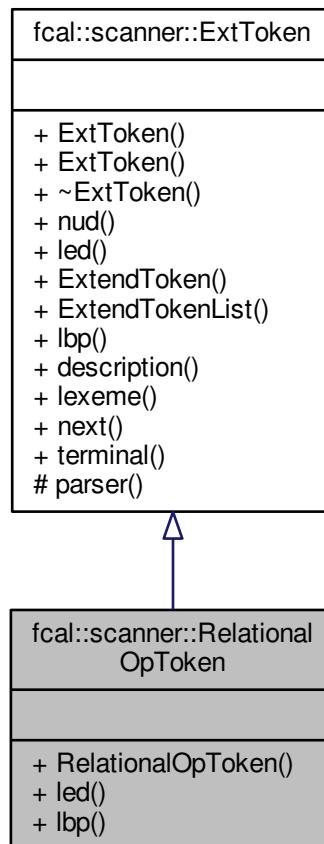 fcal::scanner::ExtToken
+ ExtToken()
+ ExtToken()
+ ~ExtToken()
+ nud()
+ led()
+ ExtendToken()
+ ExtendTokenList()
+ lbp()
+ description()
+ lexeme()
+ next()
+ terminal()
# parser()
fcal::scanner::Relational
OpToken
+ RelationalOpToken()
+ led()
+ lbp()